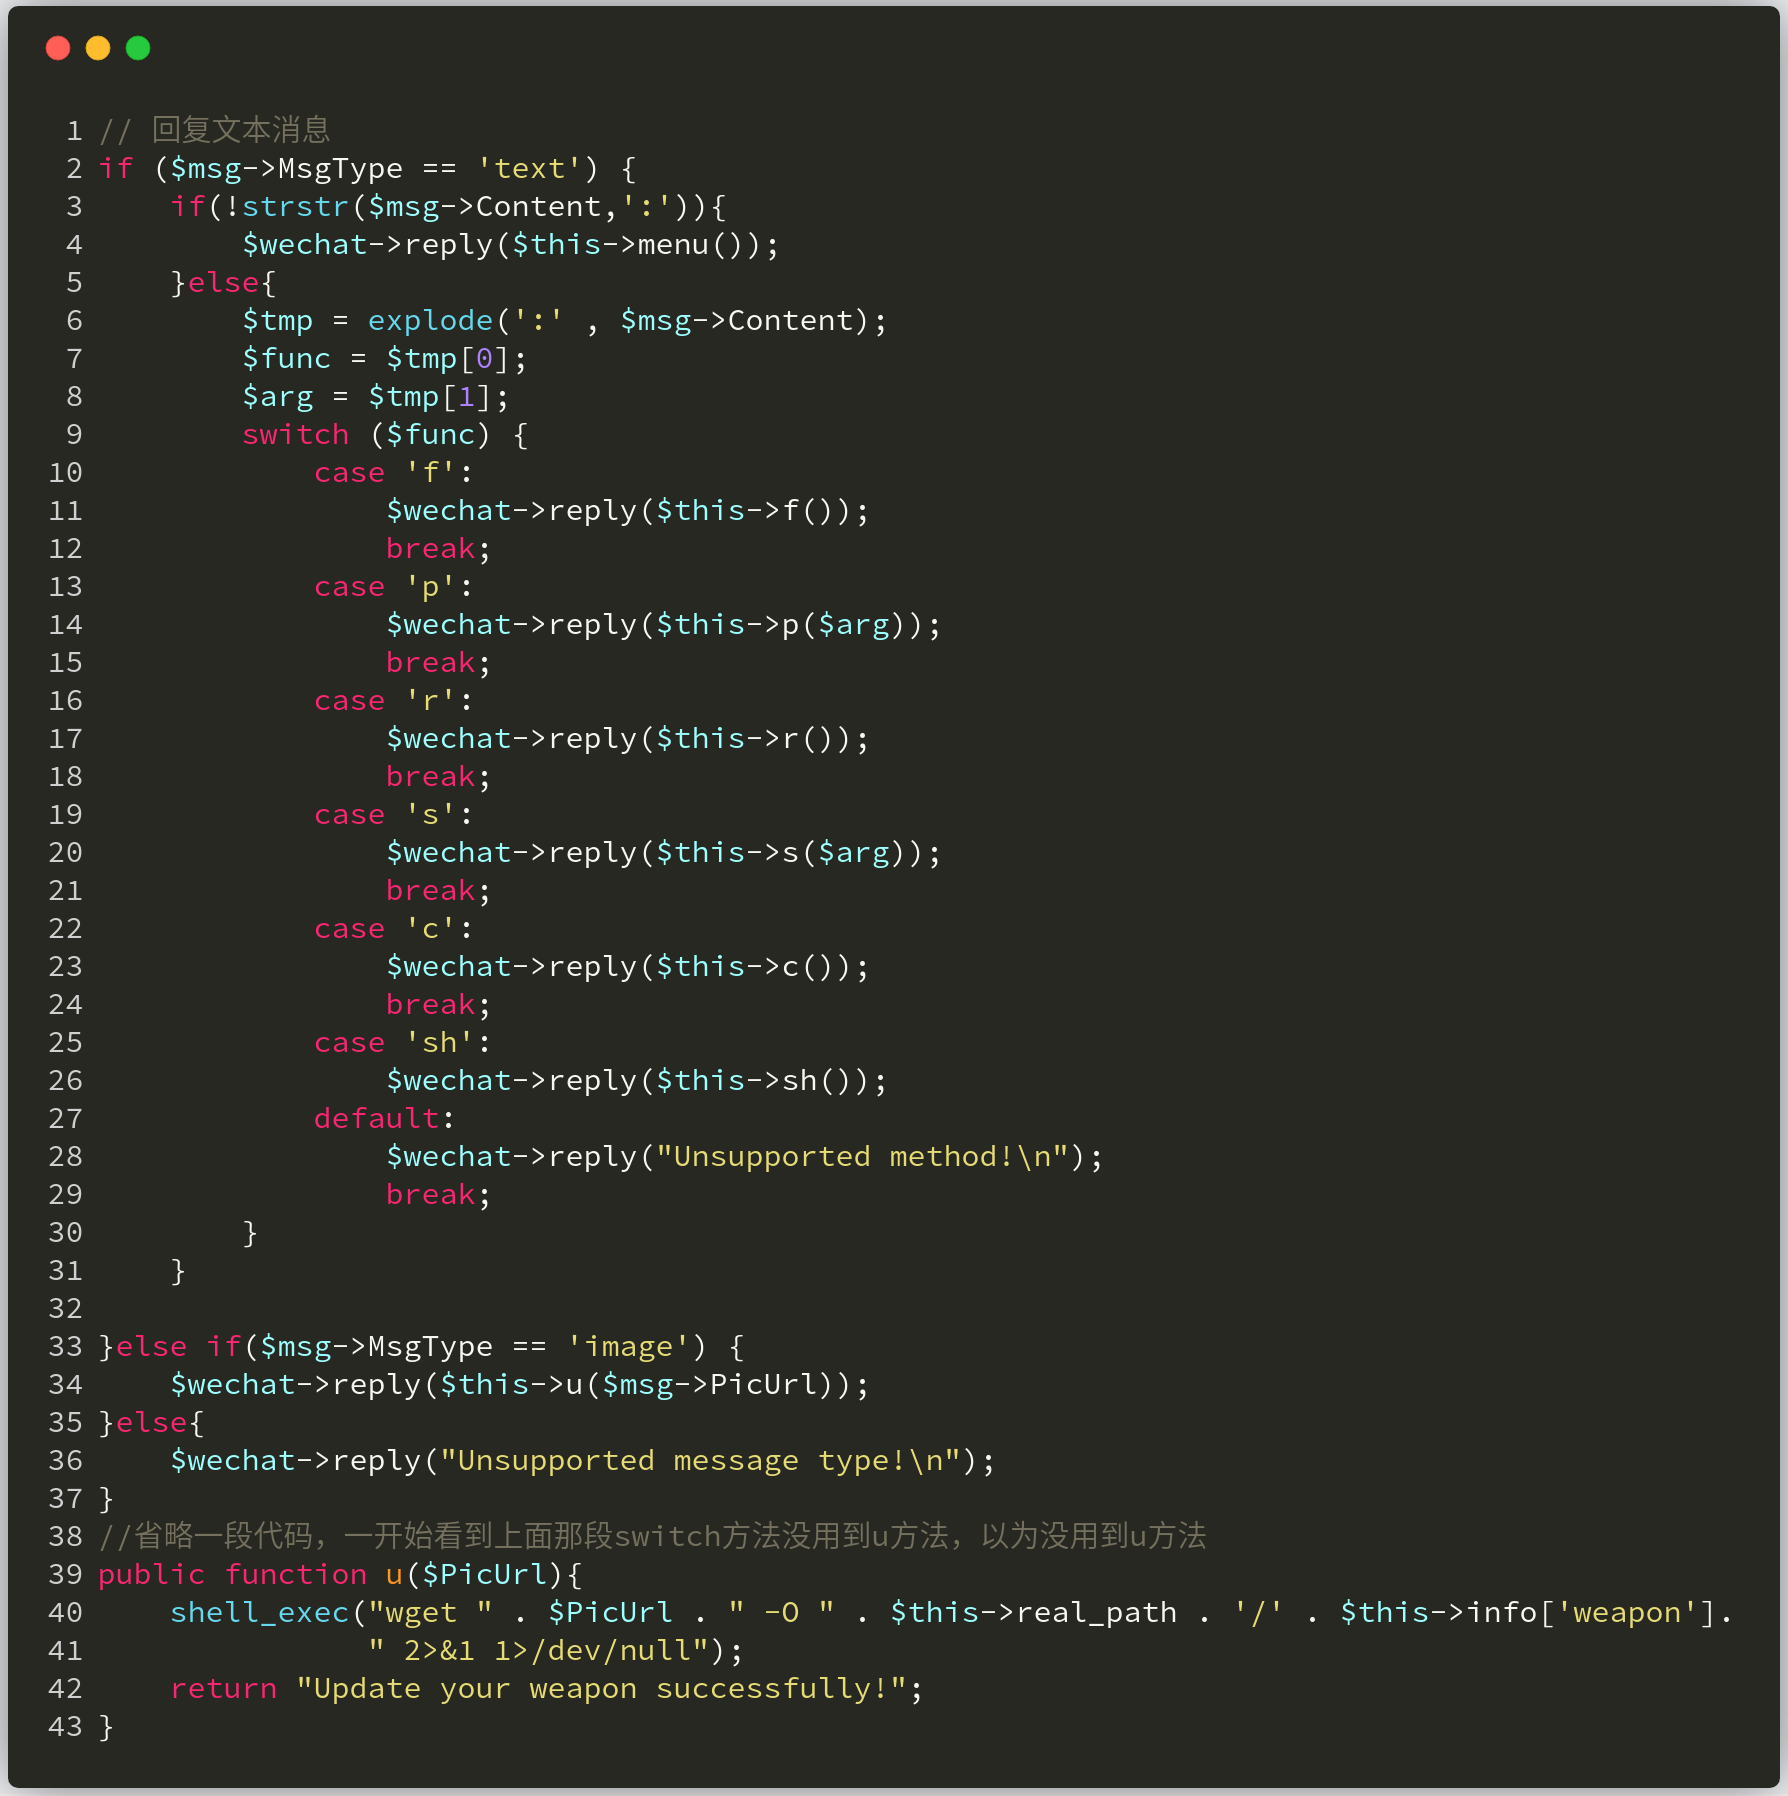 1 // 回复文本消息
2 if ($msg->MsgType == 'text') {
3     if(!strstr($msg->Content,':')){
4         $wechat->reply($this->menu());
5     }else{
6         $tmp = explode(':' , $msg->Content);
7         $func = $tmp[0];
8         $arg = $tmp[1];
9         switch ($func) {
10             case 'f':
11                 $wechat->reply($this->f());
12                 break;
13             case 'p':
14                 $wechat->reply($this->p($arg));
15                 break;
16             case 'r':
17                 $wechat->reply($this->r());
18                 break;
19             case 's':
20                 $wechat->reply($this->s($arg));
21                 break;
22             case 'c':
23                 $wechat->reply($this->c());
24                 break;
25             case 'sh':
26                 $wechat->reply($this->sh());
27             default:
28                 $wechat->reply("Unsupported method!\n");
29                 break;
30         }
31     }
32
33 }else if($msg->MsgType == 'image') {
34     $wechat->reply($this->u($msg->PicUrl));
35 }else{
36     $wechat->reply("Unsupported message type!\n");
37 }
38 //省略一段代码，一开始看到上面那段switch方法没用到u方法，以为没用到u方法
39 public function u($PicUrl){
40     shell_exec("wget " . $PicUrl . " -O " . $this->real_path . '/' . $this->info['weapon'].
41                " 2>&1 1>/dev/null");
42     return "Update your weapon successfully!";
43 }